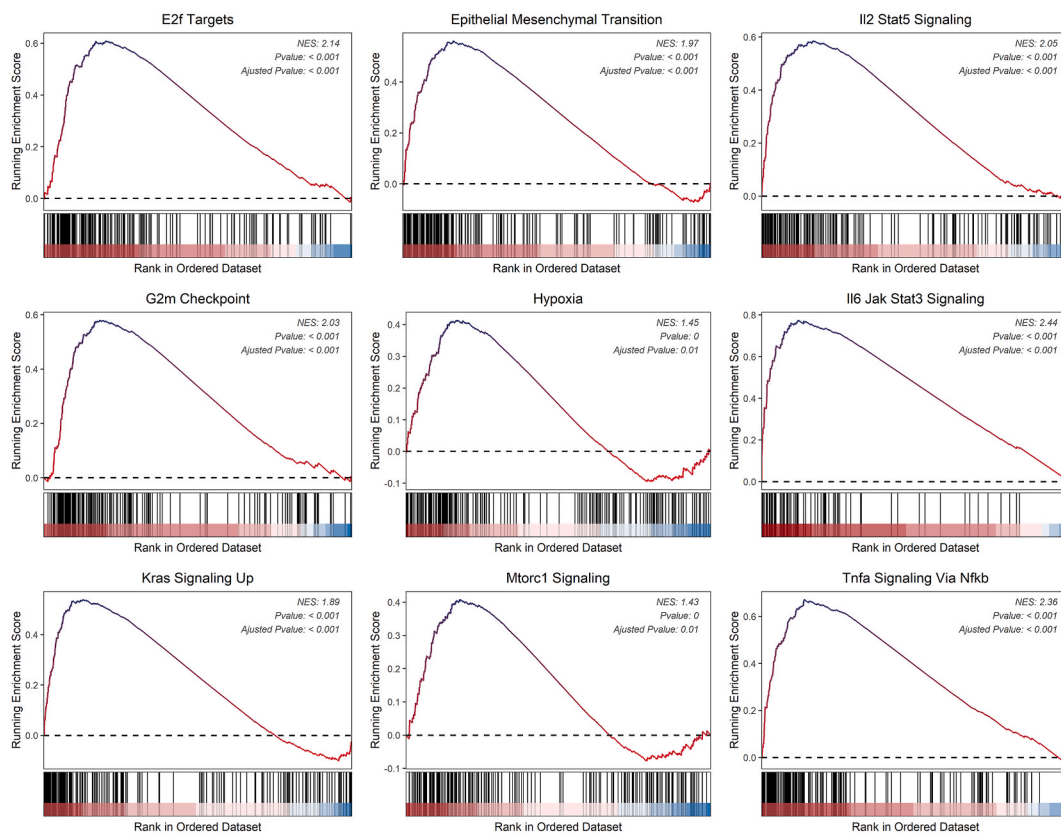 E2f Targets
NES: 2.14
Pvalue: < 0.001
Ajusted Pvalue: < 0.001
Running Enrichment Score
0.6
0.4
0.2
0.0
Rank in Ordered Dataset
Epithelial Mesenchymal Transition
NES: 1.97
Pvalue: < 0.001
Ajusted Pvalue: < 0.001
Running Enrichment Score
0.4
0.2
0.0
Rank in Ordered Dataset
Il2 Stat5 Signaling
NES: 2.05
Pvalue: < 0.001
Ajusted Pvalue: < 0.001
Running Enrichment Score
0.6
0.4
0.2
0.0
Rank in Ordered Dataset
G2m Checkpoint
NES: 2.03
Pvalue: < 0.001
Ajusted Pvalue: < 0.001
Running Enrichment Score
0.6
0.4
0.2
0.0
Rank in Ordered Dataset
Hypoxia
NES: 1.45
Pvalue: 0
Ajusted Pvalue: 0.01
Running Enrichment Score
0.4
0.3
0.2
0.1
0.0
-0.1
Rank in Ordered Dataset
Il6 Jak Stat3 Signaling
NES: 2.44
Pvalue: < 0.001
Ajusted Pvalue: < 0.001
Running Enrichment Score
0.8
0.6
0.4
0.2
0.0
Rank in Ordered Dataset
Kras Signaling Up
NES: 1.89
Pvalue: < 0.001
Ajusted Pvalue: < 0.001
Running Enrichment Score
0.4
0.2
0.0
Rank in Ordered Dataset
Mtorc1 Signaling
NES: 1.43
Pvalue: 0
Ajusted Pvalue: 0.01
Running Enrichment Score
0.4
0.3
0.2
0.1
0.0
-0.1
Rank in Ordered Dataset
Tnfa Signaling Via Nfkb
NES: 2.36
Pvalue: < 0.001
Ajusted Pvalue: < 0.001
Running Enrichment Score
0.6
0.4
0.2
0.0
Rank in Ordered Dataset